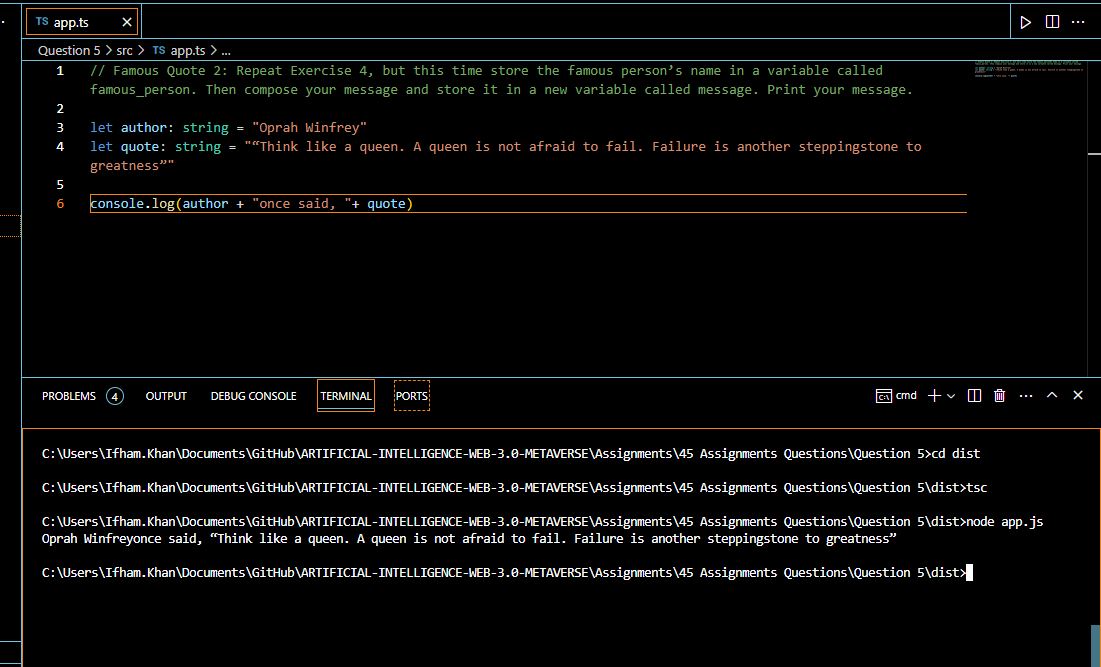 TS app.ts
Question 5 > src > TS app.ts > ...
1 // Famous Quote 2: Repeat Exercise 4, but this time store the famous person’s name in a variable called
famous_person. Then compose your message and store it in a new variable called message. Print your message.
2
3 let author: string = "Oprah Winfrey"
4 let quote: string = "“Think like a queen. A queen is not afraid to fail. Failure is another steppingstone to
greatness”"
5
6 console.log(author + "once said, "+ quote)
PROBLEMS 4 OUTPUT DEBUG CONSOLE TERMINAL PORTS cmd
C:\Users\Ifham.Khan\Documents\GitHub\ARTIFICIAL-INTELLIGENCE-WEB-3.0-METAVERSE\Assignments\45 Assignments Questions\Question 5>cd dist
C:\Users\Ifham.Khan\Documents\GitHub\ARTIFICIAL-INTELLIGENCE-WEB-3.0-METAVERSE\Assignments\45 Assignments Questions\Question 5\dist>tsc
C:\Users\Ifham.Khan\Documents\GitHub\ARTIFICIAL-INTELLIGENCE-WEB-3.0-METAVERSE\Assignments\45 Assignments Questions\Question 5\dist>node app.js
Oprah Winfreyonce said, “Think like a queen. A queen is not afraid to fail. Failure is another steppingstone to greatness”
C:\Users\Ifham.Khan\Documents\GitHub\ARTIFICIAL-INTELLIGENCE-WEB-3.0-METAVERSE\Assignments\45 Assignments Questions\Question 5\dist>